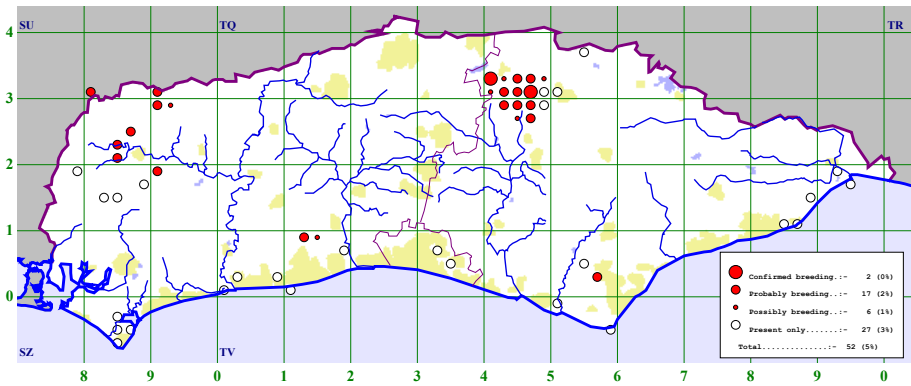 SU TQ TR
4
3
2
1
0
Confirmed breeding.:- 2 (0%)
Probably breeding..:- 17 (2%)
Possibly breeding..:- 6 (1%)
Present only.......:- 27 (3%)
Total..............:- 52 (5%)
SZ TV
8 9 0 1 2 3 4 5 6 7 8 9 0